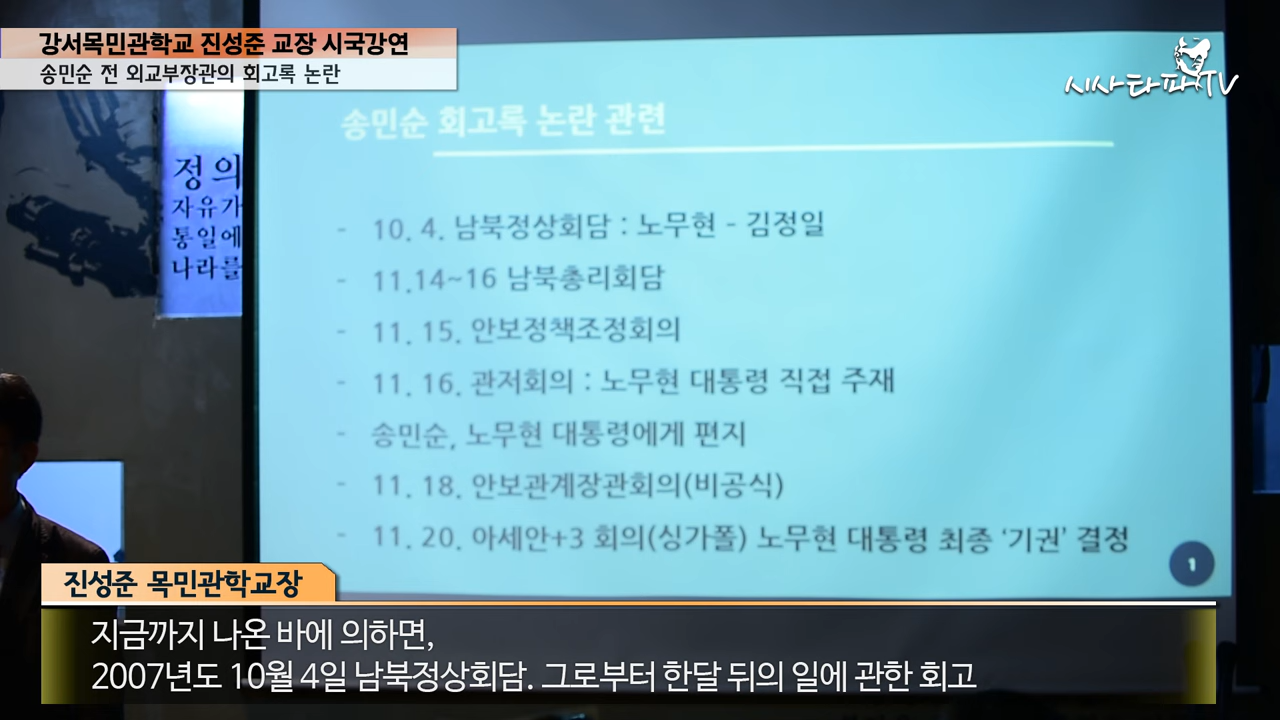 강서목민관학교 진성준 교장 시국강연
송민순 전 외교부장관의 회고록 논란
시사타파TV
정의
자유가
통일에
나라를
송민순 회고록 논란 관련
- 10. 4. 남북정상회담 : 노무현 - 김정일
- 11.14~16 남북총리회담
- 11. 15. 안보정책조정회의
- 11. 16. 관저회의 : 노무현 대통령 직접 주재
- 송민순, 노무현 대통령에게 편지
- 11. 18. 안보관계장관회의(비공식)
- 11. 20. 아세안+3 회의(싱가폴) 노무현 대통령 최종 ‘기권’ 결정
1
진성준 목민관학교장
지금까지 나온 바에 의하면,
2007년도 10월 4일 남북정상회담. 그로부터 한달 뒤의 일에 관한 회고